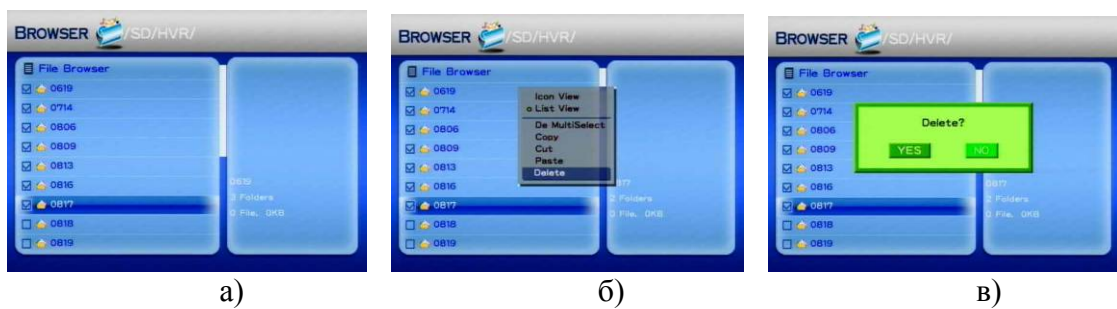 BROWSER /SD/HVR/
File Browser
0619
0714
0806
0809
0813
0816
0817
0818
0819
0619
2 Folders
0 File, 0KB
а)
BROWSER /SD/HVR/
File Browser
0619
0714
0806
0809
0813
0816
0817
0818
0819
Icon View
List View
De MultiSelect
Copy
Cut
Paste
Delete
2 Folders
0 File, 0KB
б)
BROWSER /SD/HVR/
File Browser
0619
0714
0806
0809
0813
0816
0817
0818
0819
Delete?
YES NO
0817
2 Folders
0 File, 0KB
в)